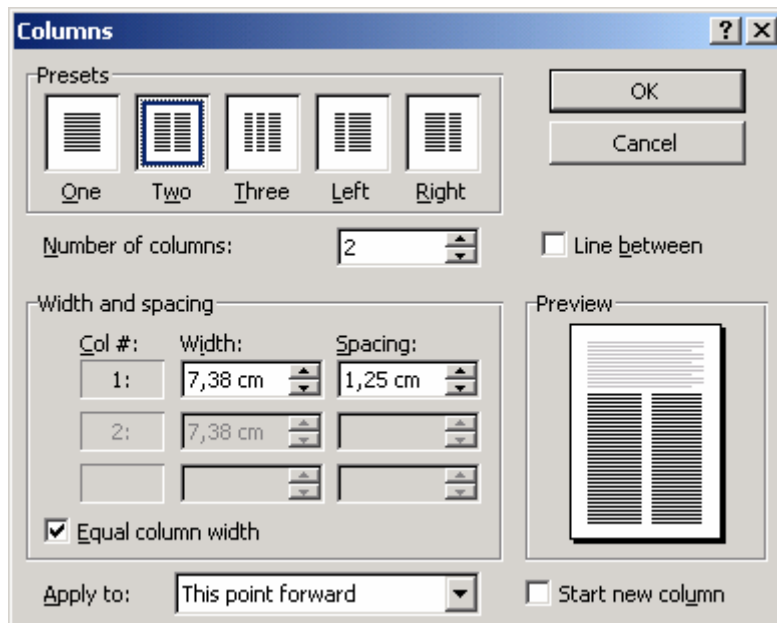 Columns
Presets
One Two Three Left Right
OK
Cancel
Number of columns: 2
Line between
Width and spacing
Col #: Width: Spacing:
1: 7,38 cm 1,25 cm
2: 7,38 cm
Equal column width
Preview
Apply to: This point forward
Start new column